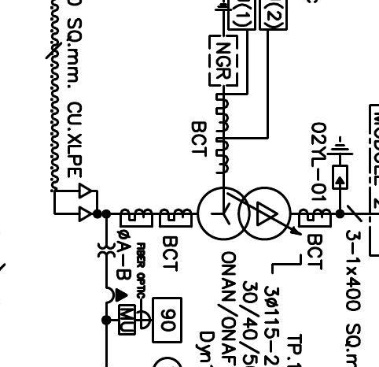 (1)
(2)
NGR
BCT
SQ.mm. CU.XLPE
02YL-01
BCT
3-1x400 SQ.m
BCT
ØA-B
FIBER OPTIC
MU
90
ONAN/ONAF
30/40/5
3Ø115-2
TP.1
Dyn